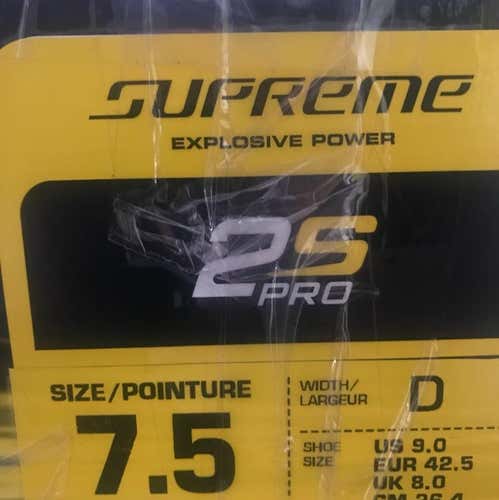 SUPREME
EXPLOSIVE POWER
2S
PRO
SIZE/POINTURE
7.5
WIDTH/
LARGEUR
D
SHOE
SIZE
US 9.0
EUR 42.5
UK 8.0